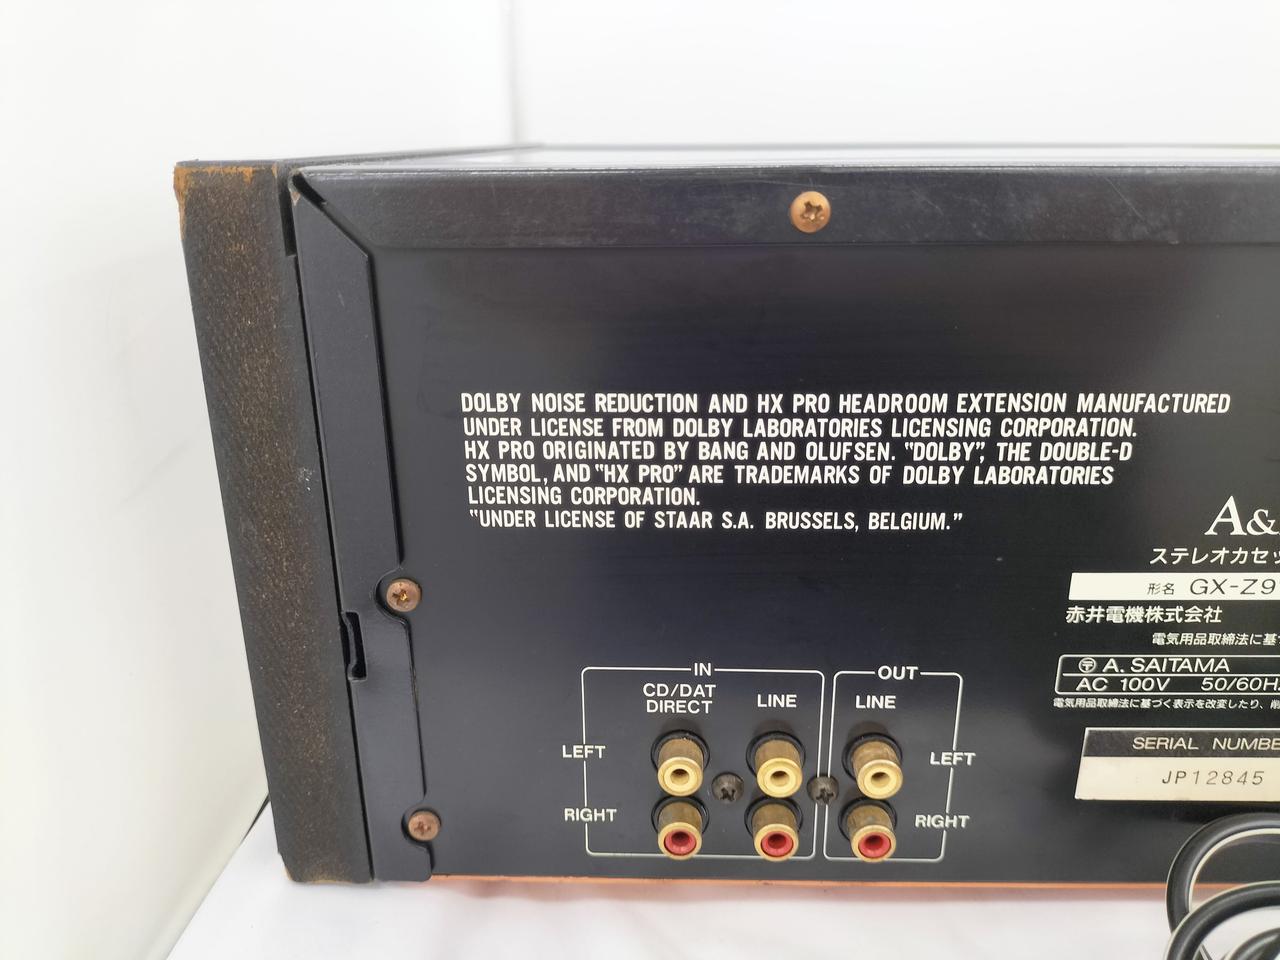 DOLBY NOISE REDUCTION AND HX PRO HEADROOM EXTENSION MANUFACTURED
UNDER LICENSE FROM DOLBY LABORATORIES LICENSING CORPORATION.
HX PRO ORIGINATED BY BANG AND OLUFSEN. "DOLBY", THE DOUBLE-D
SYMBOL, AND "HX PRO" ARE TRADEMARKS OF DOLBY LABORATORIES
LICENSING CORPORATION.
"UNDER LICENSE OF STAAR S.A. BRUSSELS, BELGIUM."
A&
ステレオカセッ
形名 GX-Z9
赤井電機株式会社
電気用品取締法に基づ
〒 A. SAITAMA
AC 100V 50/60H
電気用品取締法に基づく表示を改変したり、削
SERIAL NUMBE
JP12845
IN
OUT
CD/DAT
DIRECT
LINE
LINE
LEFT
LEFT
RIGHT
RIGHT